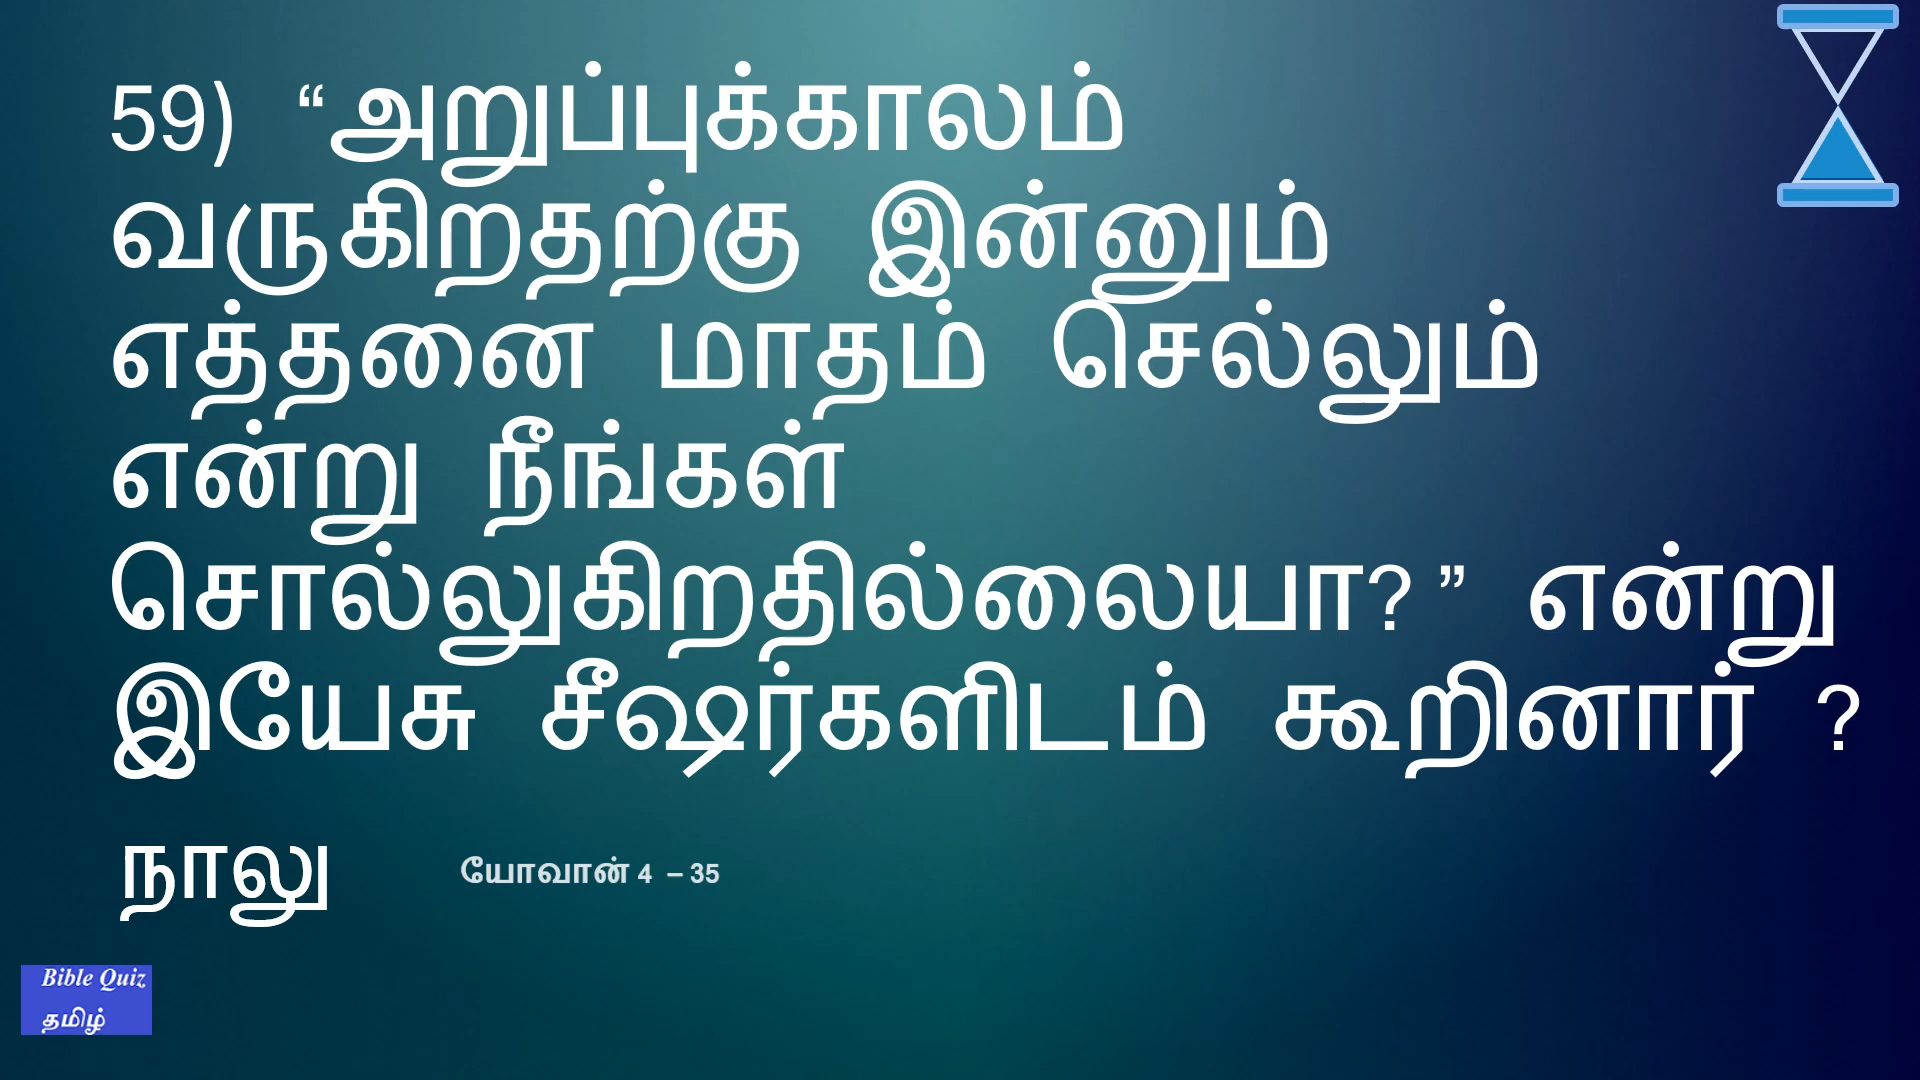 59) “அறுப்புக்காலம்
வருகிறதற்கு இன்னும்
எத்தனை மாதம் செல்லும்
என்று நீங்கள்
சொல்லுகிறதில்லையா? ” என்று
இயேசு சீஷர்களிடம் கூறினார் ?
நாலு யோவான் 4 – 35
Bible Quiz
தமிழ்